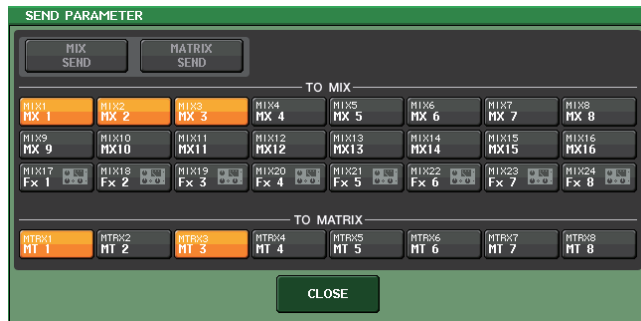 SEND PARAMETER
MIX SEND
MATRIX SEND
TO MIX
MIX1 MIX2 MIX3 MIX4 MIX5 MIX6 MIX7 MIX8
MX 1 MX 2 MX 3 MX 4 MX 5 MX 6 MX 7 MX 8
MIX9 MIX10 MIX11 MIX12 MIX13 MIX14 MIX15 MIX16
MX 9 MX10 MX11 MX12 MX13 MX14 MX15 MX16
MIX17 MIX18 MIX19 MIX20 MIX21 MIX22 MIX23 MIX24
Fx 1 Fx 2 Fx 3 Fx 4 Fx 5 Fx 6 Fx 7 Fx 8
TO MATRIX
MTRX1 MTRX2 MTRX3 MTRX4 MTRX5 MTRX6 MTRX7 MTRX8
MT 1 MT 2 MT 3 MT 4 MT 5 MT 6 MT 7 MT 8
CLOSE